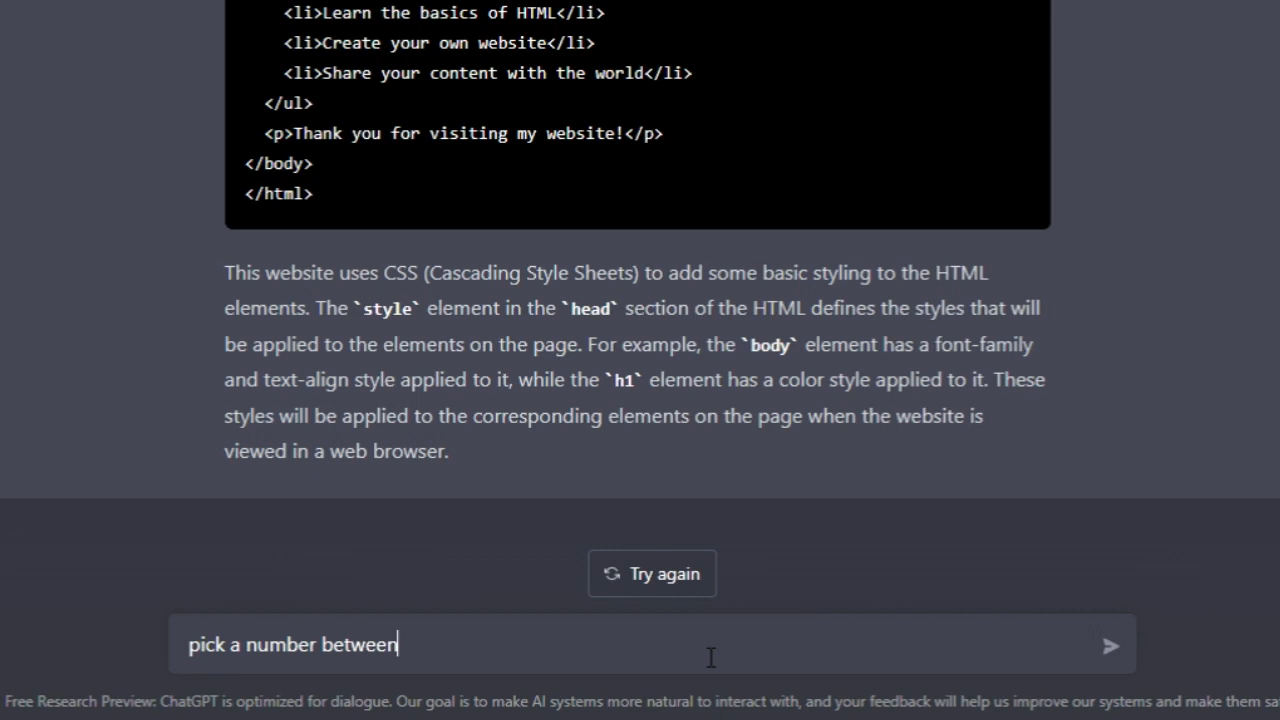 <li>Learn the basics of HTML</li>
<li>Create your own website</li>
<li>Share your content with the world</li>
</ul>
<p>Thank you for visiting my website!</p>
</body>
</html>
This website uses CSS (Cascading Style Sheets) to add some basic styling to the HTML
elements. The `style` element in the `head` section of the HTML defines the styles that will
be applied to the elements on the page. For example, the `body` element has a font-family
and text-align style applied to it, while the `h1` element has a color style applied to it. These
styles will be applied to the corresponding elements on the page when the website is
viewed in a web browser.
Try again
pick a number between
Free Research Preview: ChatGPT is optimized for dialogue. Our goal is to make AI systems more natural to interact with, and your feedback will help us improve our systems and make them sa